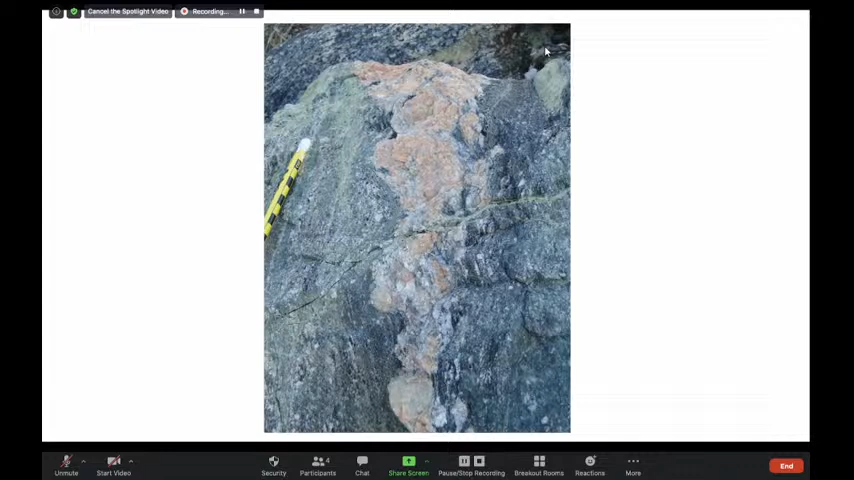 Cancel the Spotlight Video
Recording...
Unmute
Start Video
Security
Participants
4
Chat
Share Screen
Pause/Stop Recording
Breakout Rooms
Reactions
More
End